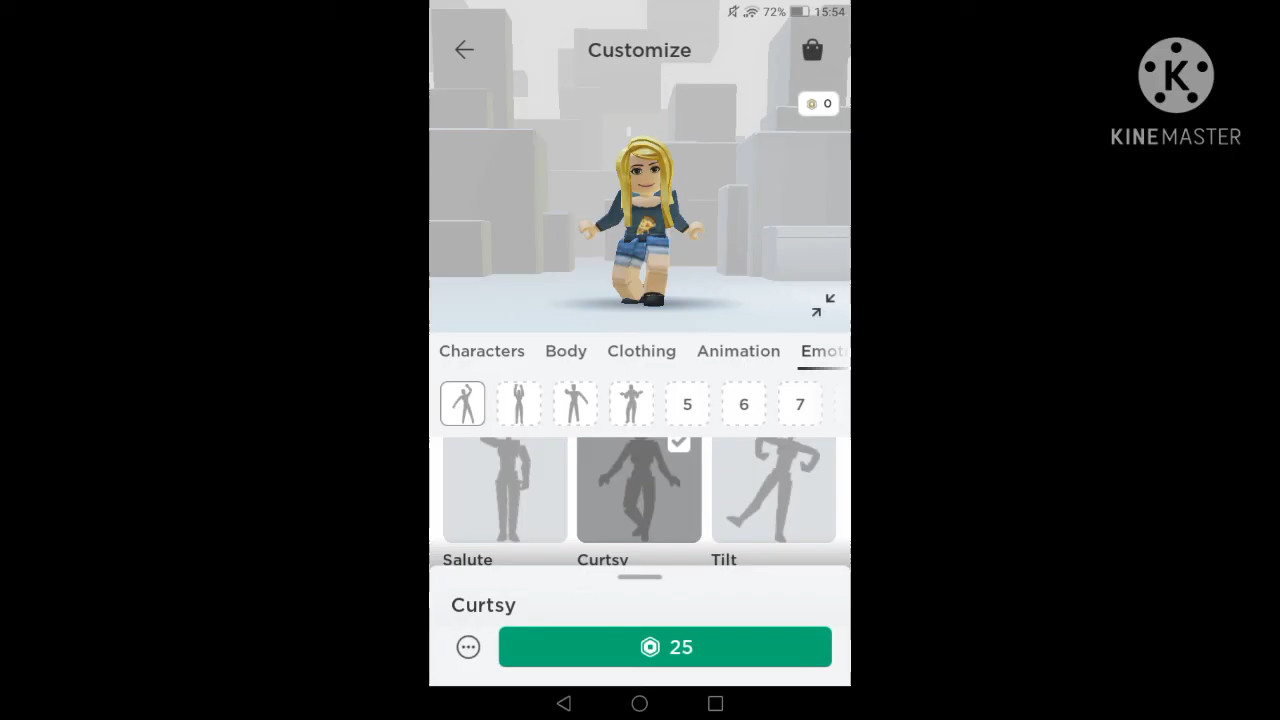 72% 15:54
Customize
0
K
KINEMASTER
Characters Body Clothing Animation Emot
5 6 7
Salute Curtsy Tilt
Curtsy
25